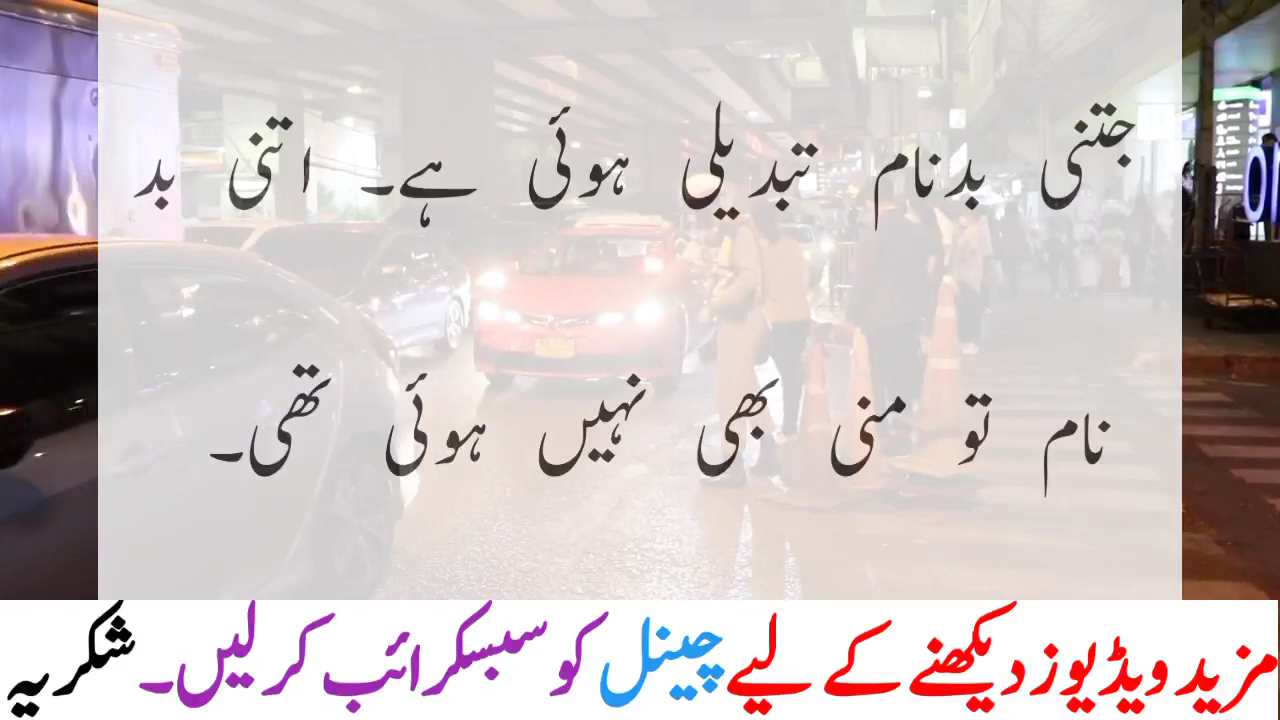 جتنی بدنام تبدیلی ہوئی ہے۔ اتنی بد
نام تو منی بھی نہیں ہوئی تھی۔
مزید ویڈیوز دیکھنے کے لیے چینل کو سبسکرائب کر لیں۔ شکریہ